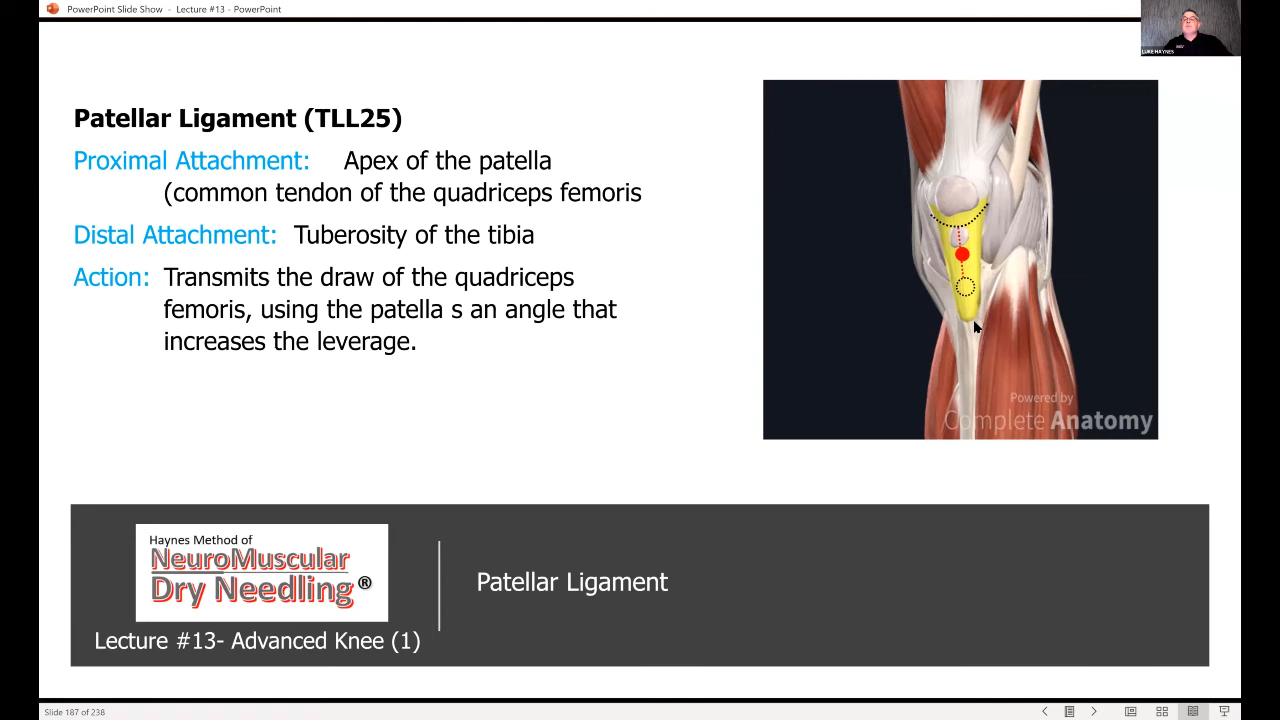 PowerPoint Slide Show - Lecture #13 - PowerPoint
LUKE HAYNES
Patellar Ligament (TLL25)
Proximal Attachment: Apex of the patella
(common tendon of the quadriceps femoris
Distal Attachment: Tuberosity of the tibia
Action: Transmits the draw of the quadriceps
femoris, using the patella s an angle that
increases the leverage.
Powered by
Complete Anatomy
Haynes Method of
NeuroMuscular
Dry Needling®
Patellar Ligament
Lecture #13- Advanced Knee (1)
Slide 187 of 238